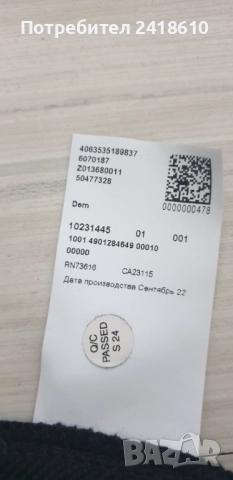 Потребител 2418610
4063535189837
6070187
Z013680011
50477328
0000000478
Dem
10231445 01 001
1001 4901284649 00010
00000
RN73616 CA23115
Дата производства Сентябрь 22
Q/C
PASSED
S 24
BAZAR